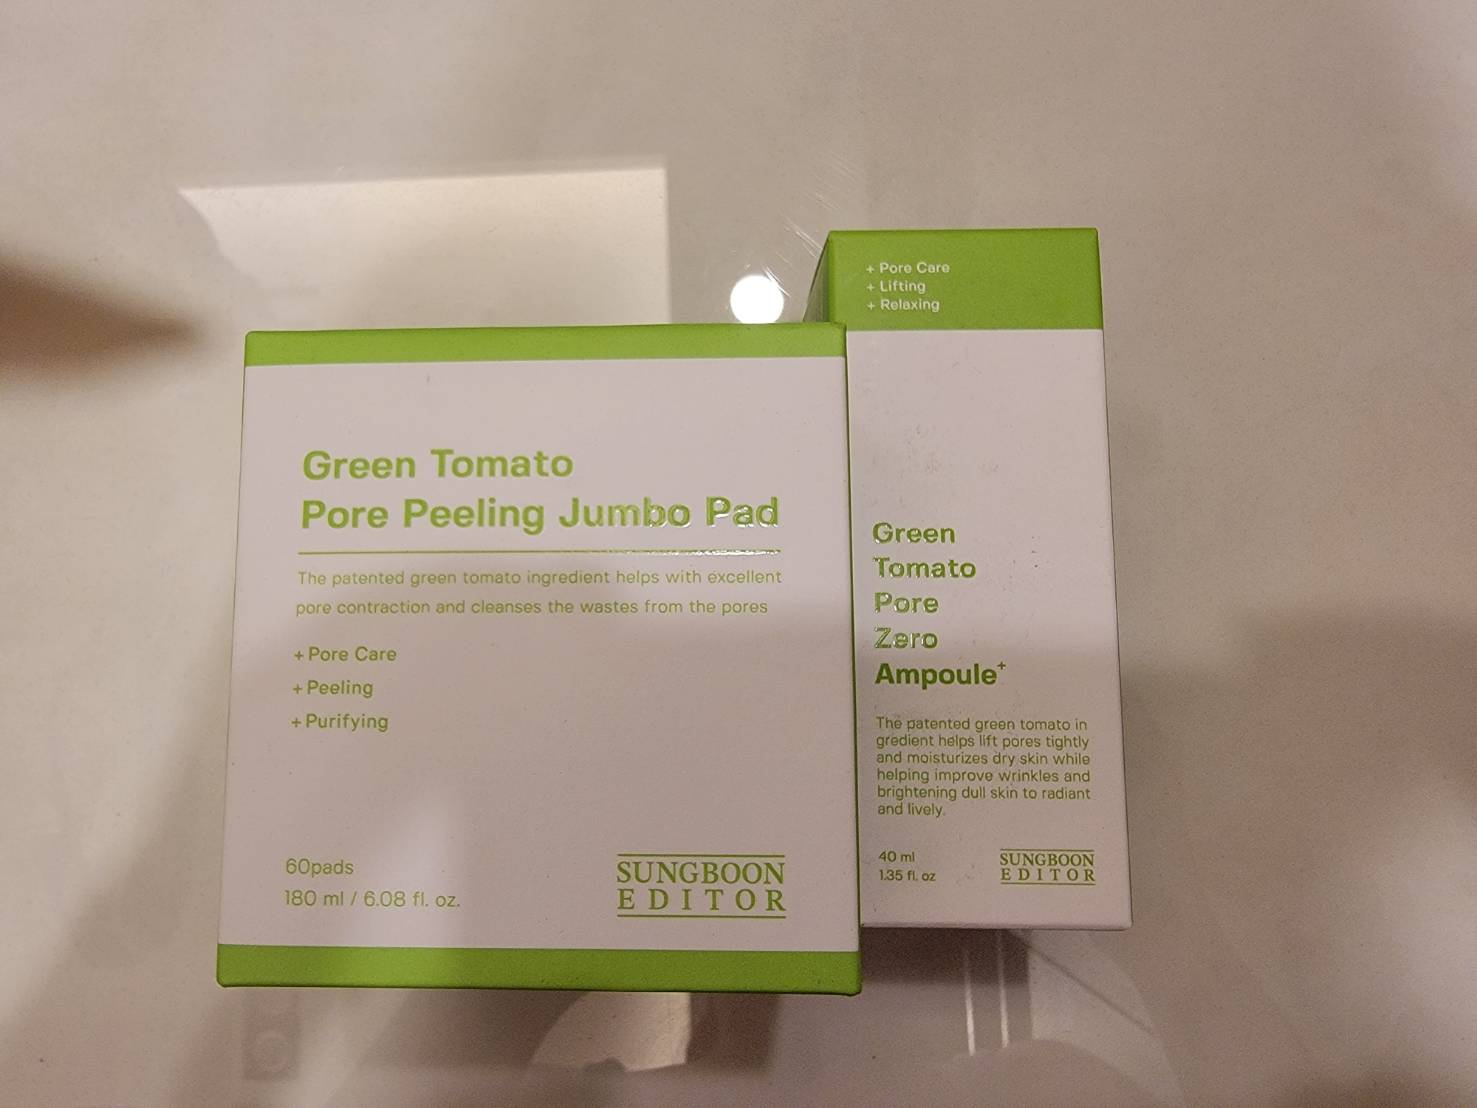 Green Tomato
Pore Peeling Jumbo Pad
The patented green tomato ingredient helps with excellent
pore contraction and cleanses the wastes from the pores
+ Pore Care
+ Peeling
+ Purifying
60pads
180 ml / 6.08 fl. oz.
SUNGBOON
EDITOR
+ Pore Care
+ Lifting
+ Relaxing
Green
Tomato
Pore
Zero
Ampoule+
The patented green tomato in
gredient helps lift pores tightly
and moisturizes dry skin while
helping improve wrinkles and
brightening dull skin to radiant
and lively.
40 ml
1.35 fl. oz
SUNGBOON
EDITOR